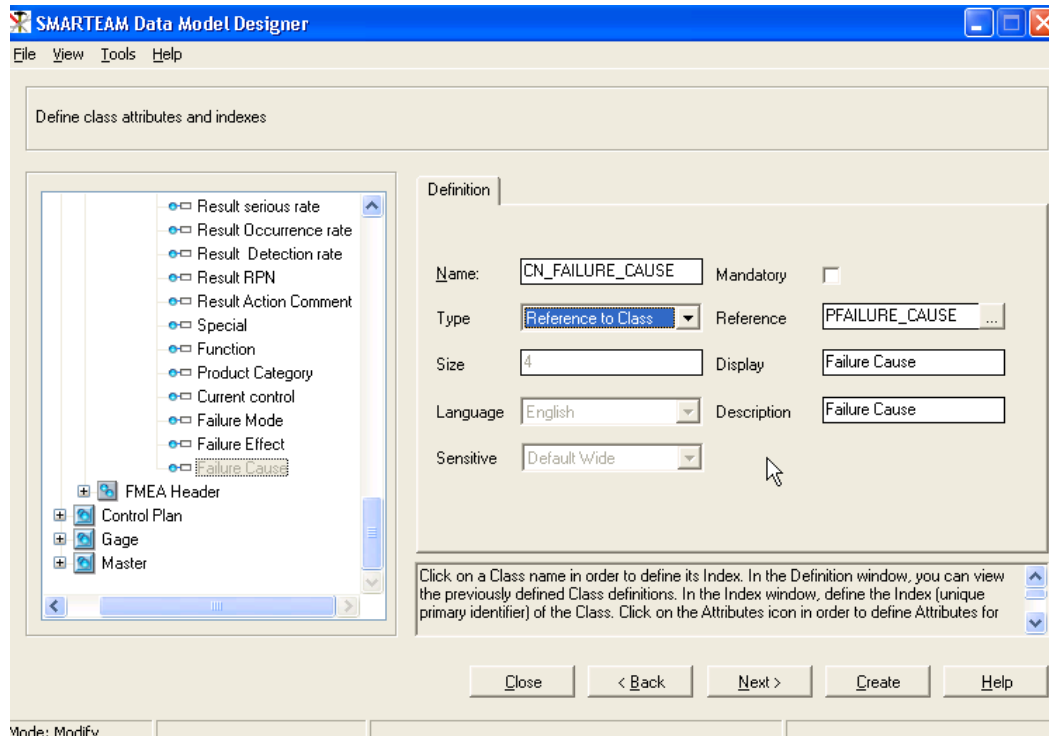 SMARTEAM Data Model Designer
File View Tools Help
Define class attributes and indexes
Result serious rate
Result Occurrence rate
Result Detection rate
Result RPN
Result Action Comment
Special
Function
Product Category
Current control
Failure Mode
Failure Effect
Failure Cause
FMEA Header
Control Plan
Gage
Master
Definition
Name: CN_FAILURE_CAUSE Mandatory
Type Reference to Class Reference PFAILURE_CAUSE ...
Size 4 Display Failure Cause
Language English Description Failure Cause
Sensitive Default Wide
Click on a Class name in order to define its Index. In the Definition window, you can view
the previously defined Class definitions. In the Index window, define the Index (unique
primary identifier) of the Class. Click on the Attributes icon in order to define Attributes for
Close < Back Next > Create Help
Mode: Modify